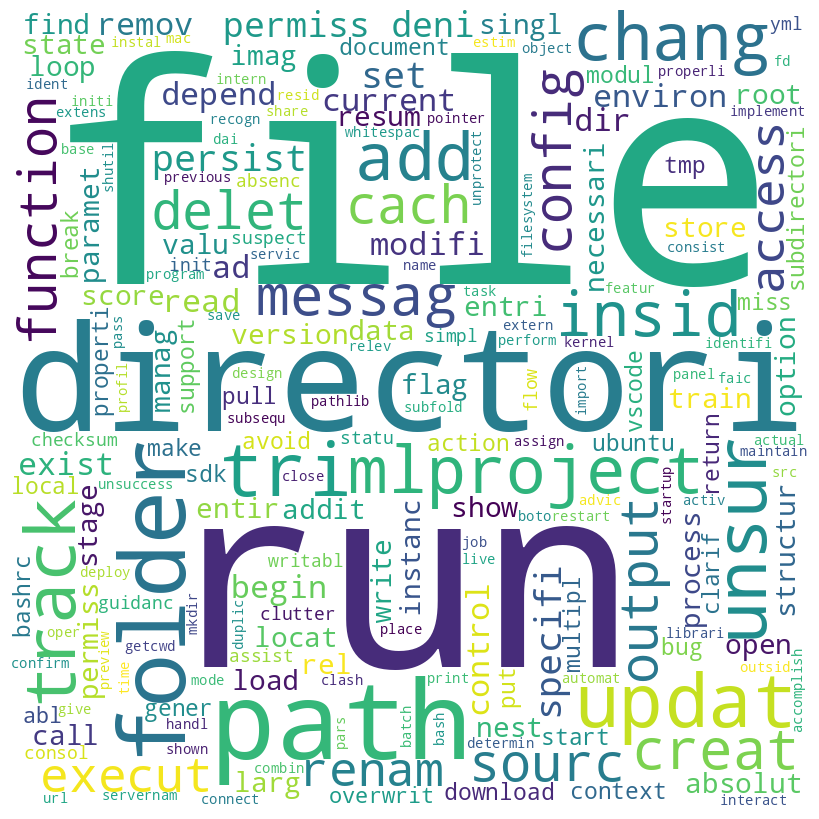 find remov permiss deni singl chang yml
state instal mac imag document estim object fd
loop file set modul properli
ident intern depend current environ root
extens initi resid resum pointer dir implement
base recogn share whitespac
shutil dai persist add config tmp access
function previous absenc unprotect necessari subdirectori
break paramet delet cach filesystem store
valu suspect modifi consist
init ad servic name
program messag task featur
score read entri insid miss
save version data simpl extern
properti pass relev perform kernel identifi
directori
profil manag support design pull pathlib flag flow import vscode panel faic train option
subsequ subfold
checksum make avoid statu action assign ubuntu return actual maintain
exist sdk close tri mlproject
local unsuccess src
track stage folder entir addit show startup advic activ unsur
boto restart
output process clarif structur
writabl write instanc job live specifi multipl
bashrc permiss deploy begin
guidanc mkdir duplic clutter run place control
oper locat librari
getcwd clash bug open
confirm preview time assist rel put outsid
mode load print automat accomplish
give abl gener path updat
call handl pars batch bash nest start
consol shown determin creat
execut combin renam sourc
larg absolut
url servernam connect overwrit download context interact